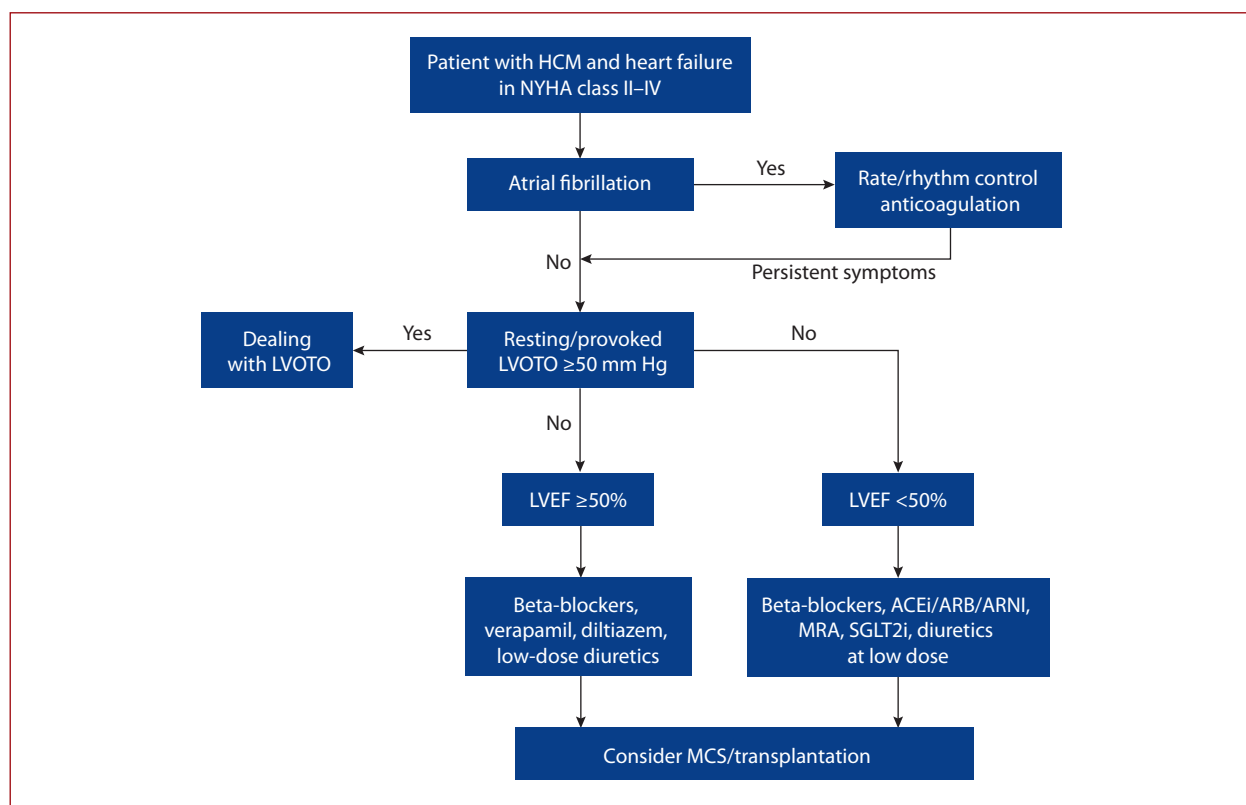 Patient with HCM and heart failure
in NYHA class II–IV
Atrial fibrillation
Yes
Rate/rhythm control
anticoagulation
No
Persistent symptoms
Dealing
with LVOTO
Yes
Resting/provoked
LVOTO ≥50 mm Hg
No
No
LVEF ≥50%
LVEF <50%
Beta-blockers,
verapamil, diltiazem,
low-dose diuretics
Beta-blockers, ACEi/ARB/ARNI,
MRA, SGLT2i, diuretics
at low dose
Consider MCS/transplantation